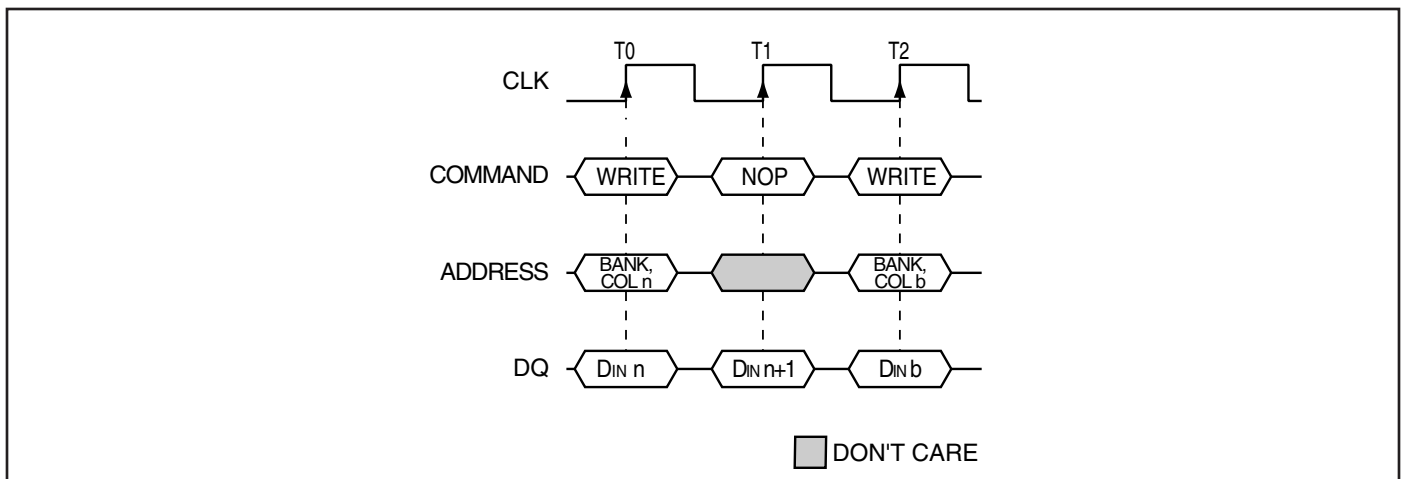 T0 T1 T2
CLK
COMMAND WRITE NOP WRITE
ADDRESS BANK, COL n BANK, COL b
DQ DIN n DIN n+1 DIN b
DON'T CARE